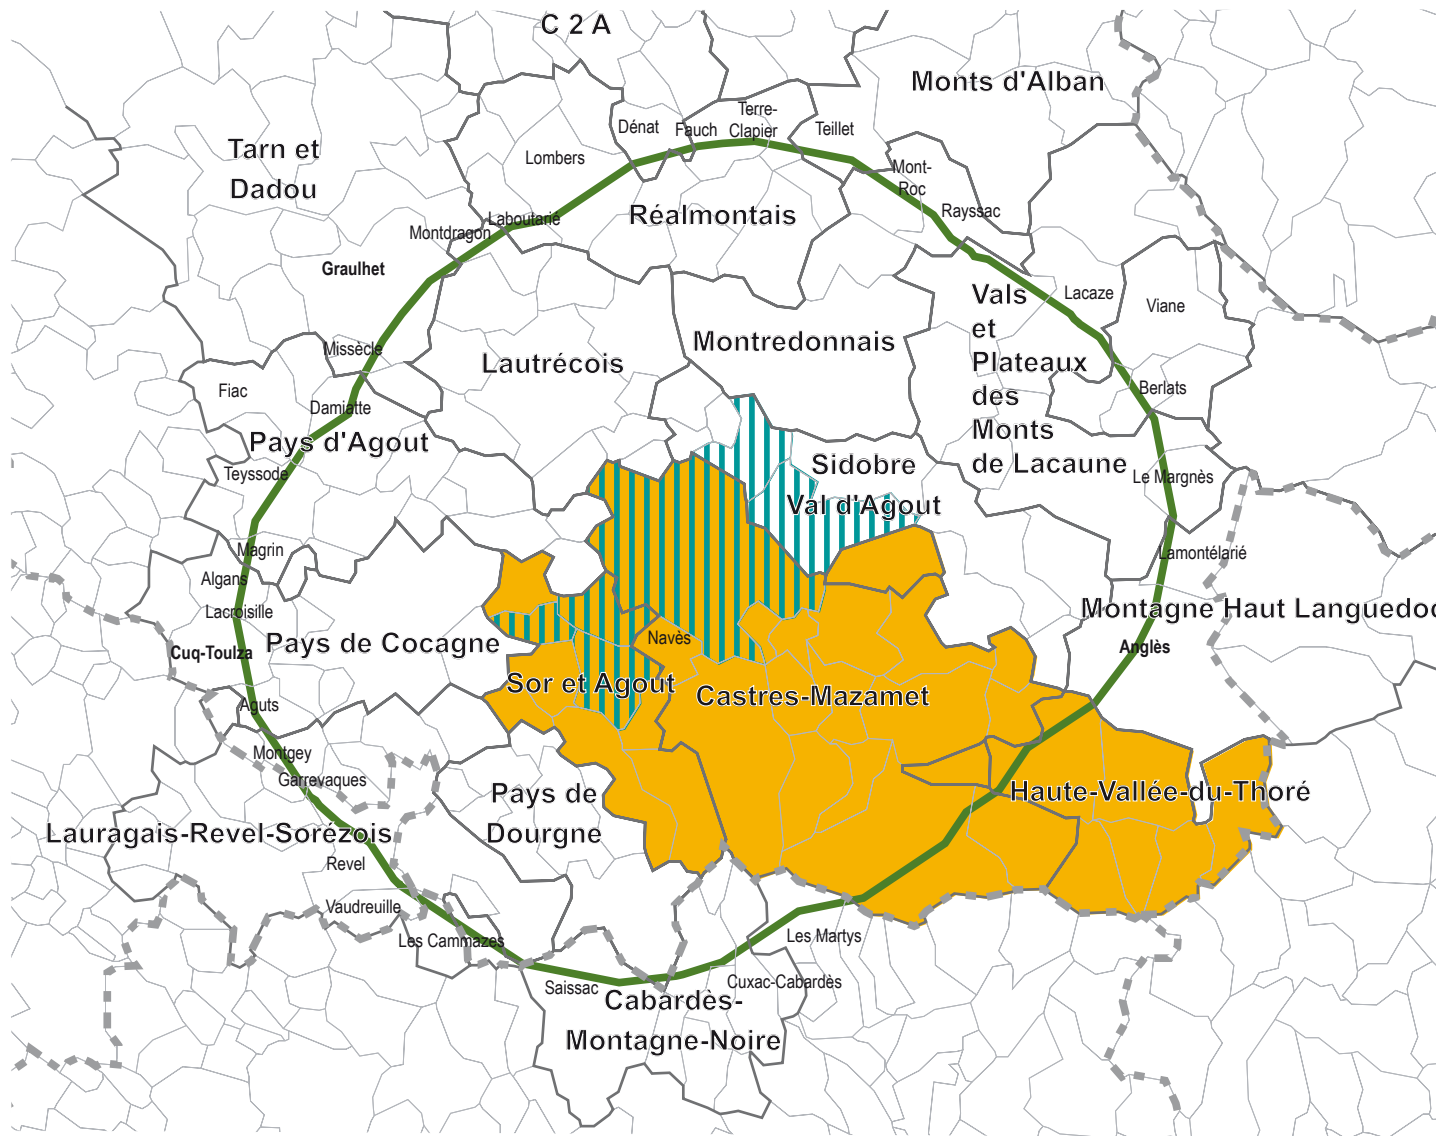 C 2 A
Monts d'Alban
Terre-
Clapier
Dénat
Fauch
Teillet
Tarn et
Dadou
Lombers
Mont-
Roc
Rayssac
Réalmontais
Laboutarie
Montdragon
Graulhet
Vals
et
Plateaux
des
Monts
de Lacaune
Lacaze
Viane
Montredonnais
Missècle
Lautrécois
Fiac
Damiatte
Berlats
Pays d'Agout
Sidobre
Val d'Agout
Teyssode
Le Margnès
Magrin
Lamontélarié
Algans
Lacroisille
Montagne Haut Languedoc
Pays de Cocagne
Navès
Cuq-Toulza
Anglès
Sor et Agout
Castres-Mazamet
Aguts
Montgey
Garrevaques
Pays de
Dourgne
Haute-Vallée-du-Thoré
Lauragais-Revel-Sorézois
Revel
Vaudreuille
Les Cammazes
Les Martys
Saissac
Cuxac-Cabardès
Cabardès-
Montagne-Noire